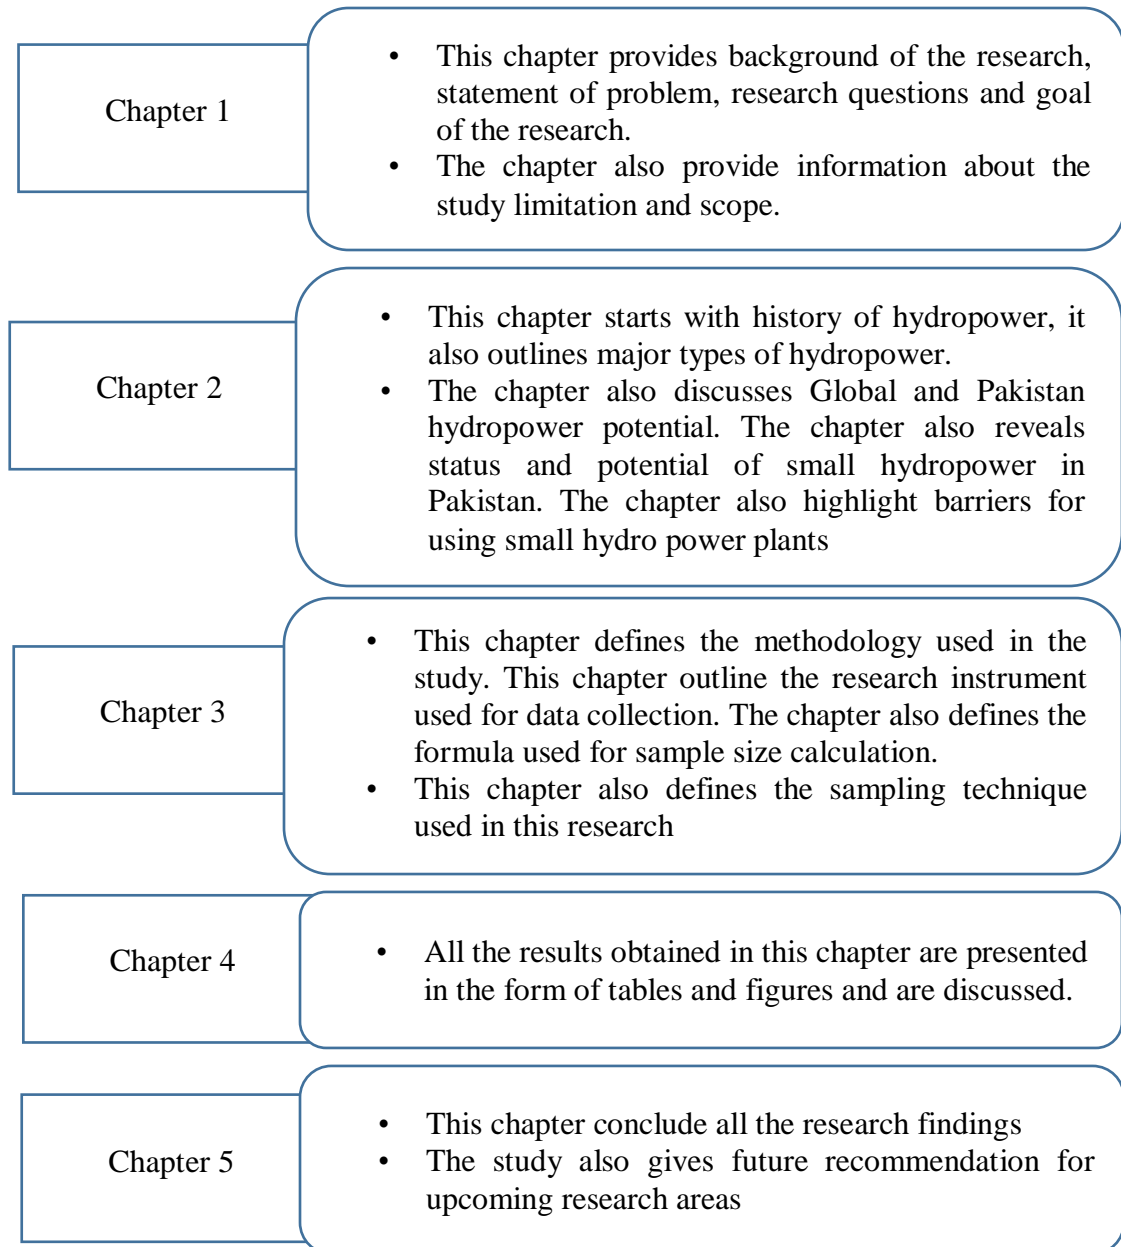 Chapter 1
• This chapter provides background of the research,
statement of problem, research questions and goal
of the research.
• The chapter also provide information about the
study limitation and scope.
Chapter 2
• This chapter starts with history of hydropower, it
also outlines major types of hydropower.
• The chapter also discusses Global and Pakistan
hydropower potential. The chapter also reveals
status and potential of small hydropower in
Pakistan. The chapter also highlight barriers for
using small hydro power plants
Chapter 3
• This chapter defines the methodology used in the
study. This chapter outline the research instrument
used for data collection. The chapter also defines the
formula used for sample size calculation.
• This chapter also defines the sampling technique
used in this research
Chapter 4
• All the results obtained in this chapter are presented
in the form of tables and figures and are discussed.
Chapter 5
• This chapter conclude all the research findings
• The study also gives future recommendation for
upcoming research areas